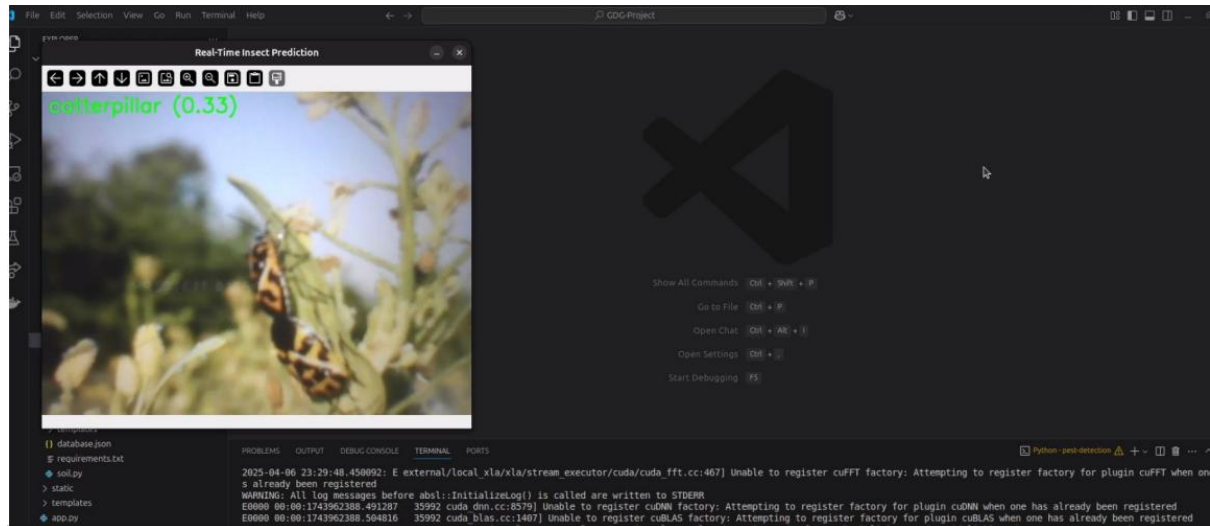 File Edit Selection View Go Run Terminal Help
GDG-Project
EXPLORER
Real-Time Insect Prediction
catterpillar (0.33)
Show All Commands Ctrl + Shift + P
Go to File Ctrl + P
Open Chat Ctrl + Alt + I
Open Settings Ctrl + ,
Start Debugging F5
> templates
{} database.json
requirements.txt
soil.py
> static
> templates
app.py
PROBLEMS OUTPUT DEBUG CONSOLE TERMINAL PORTS
Python - pest-detection
2025-04-06 23:29:48.450092: E external/local_xla/xla/stream_executor/cuda/cuda_fft.cc:467] Unable to register cuFFT factory: Attempting to register factory for plugin cuFFT when on
s already been registered
WARNING: All log messages before absl::InitializeLog() is called are written to STDERR
E0000 00:00:1743962388.491287 35992 cuda_dnn.cc:8579] Unable to register cuDNN factory: Attempting to register factory for plugin cuDNN when one has already been registered
E0000 00:00:1743962388.504816 35992 cuda_blas.cc:1407] Unable to register cuBLAS factory: Attempting to register factory for plugin cuBLAS when one has already been registered